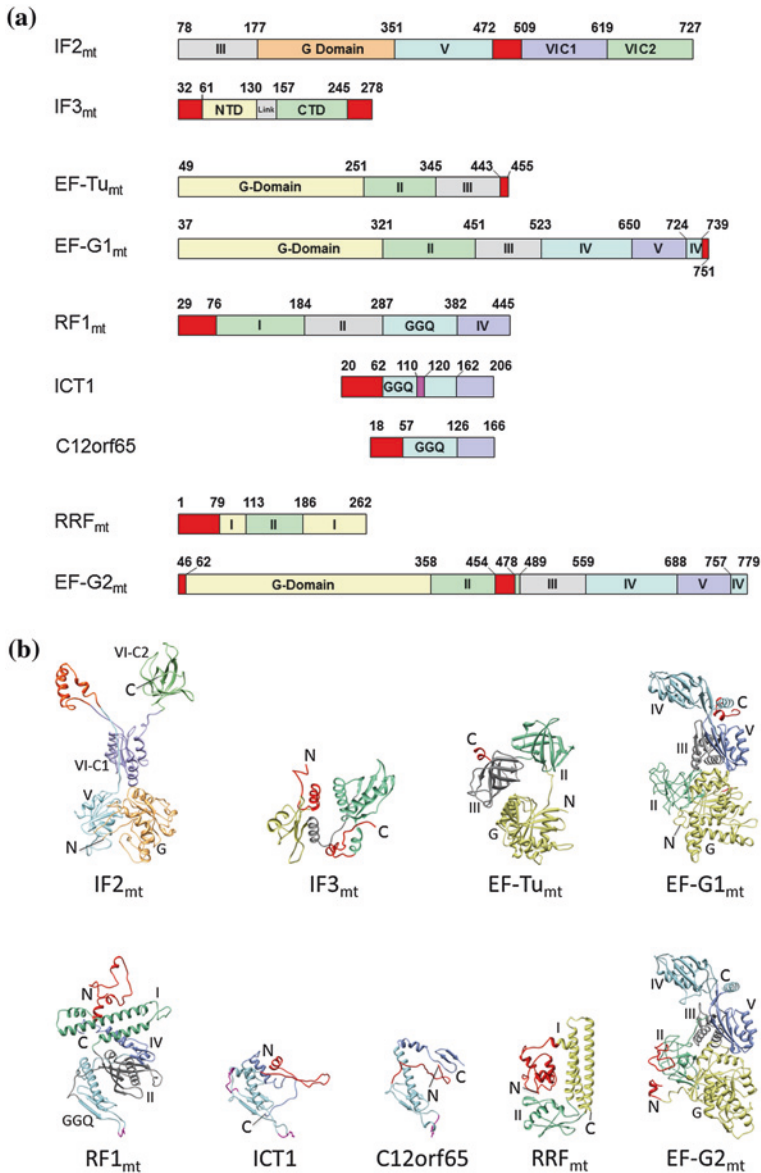 (a)
78 177 351 472 509 619 727
IF2mt III G Domain V VIC1 VIC2
32 61 130 157 245 278
IF3mt NTD Link CTD
49 251 345 443 455
EF-Tumt G-Domain II III
37 321 451 523 650 724 739
EF-G1mt G-Domain II III IV V IV
751
29 76 184 287 382 445
RF1mt I II GGQ IV
20 62 110 120 162 206
ICT1 GGQ
18 57 126 166
C12orf65 GGQ
1 79 113 186 262
RRFmt I II I
46 62 358 454 478 489 559 688 757 779
EF-G2mt G-Domain II III IV V IV
(b)
VI-C2
C
VI-C1
V
N G
IF2mt
N
C
IF3mt
C
II
III N
G
EF-Tumt
IV C
V
III
II
N G
EF-G1mt
N I
C IV
II
GGQ
RF1mt
N
C
ICT1
C
N
C12orf65
I
N
II
C
RRFmt
IV C
III V
II
N G
EF-G2mt